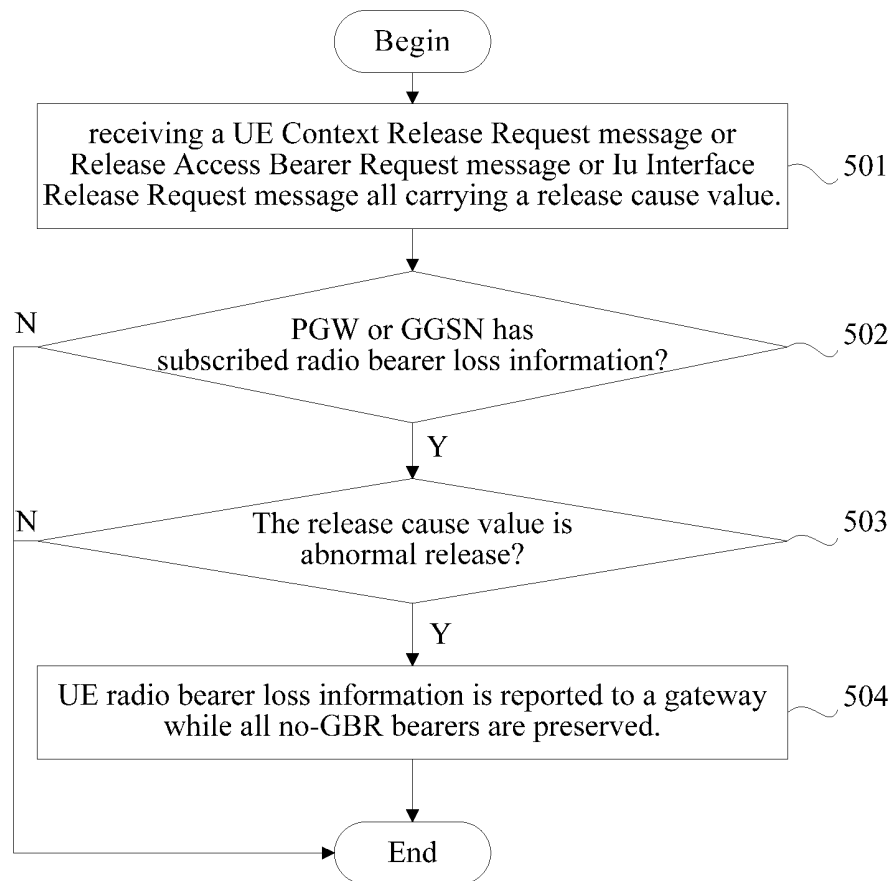 Begin
receiving a UE Context Release Request message or
Release Access Bearer Request message or Iu Interface
Release Request message all carrying a release cause value.
501
N
PGW or GGSN has
subscribed radio bearer loss information?
502
Y
N
The release cause value is
abnormal release?
503
Y
UE radio bearer loss information is reported to a gateway
while all no-GBR bearers are preserved.
504
End